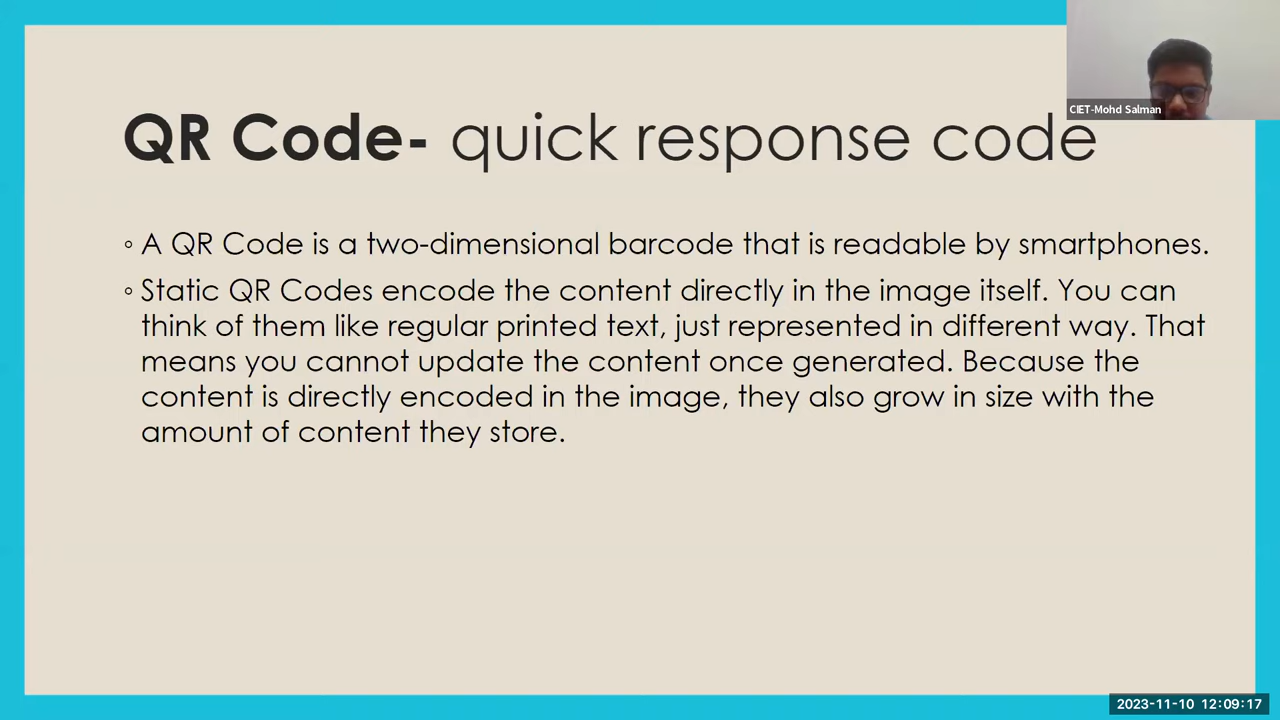 CIET-Mohd Salman
QR Code- quick response code
◦ A QR Code is a two-dimensional barcode that is readable by smartphones.
◦ Static QR Codes encode the content directly in the image itself. You can
think of them like regular printed text, just represented in different way. That
means you cannot update the content once generated. Because the
content is directly encoded in the image, they also grow in size with the
amount of content they store.
2023-11-10 12:09:17